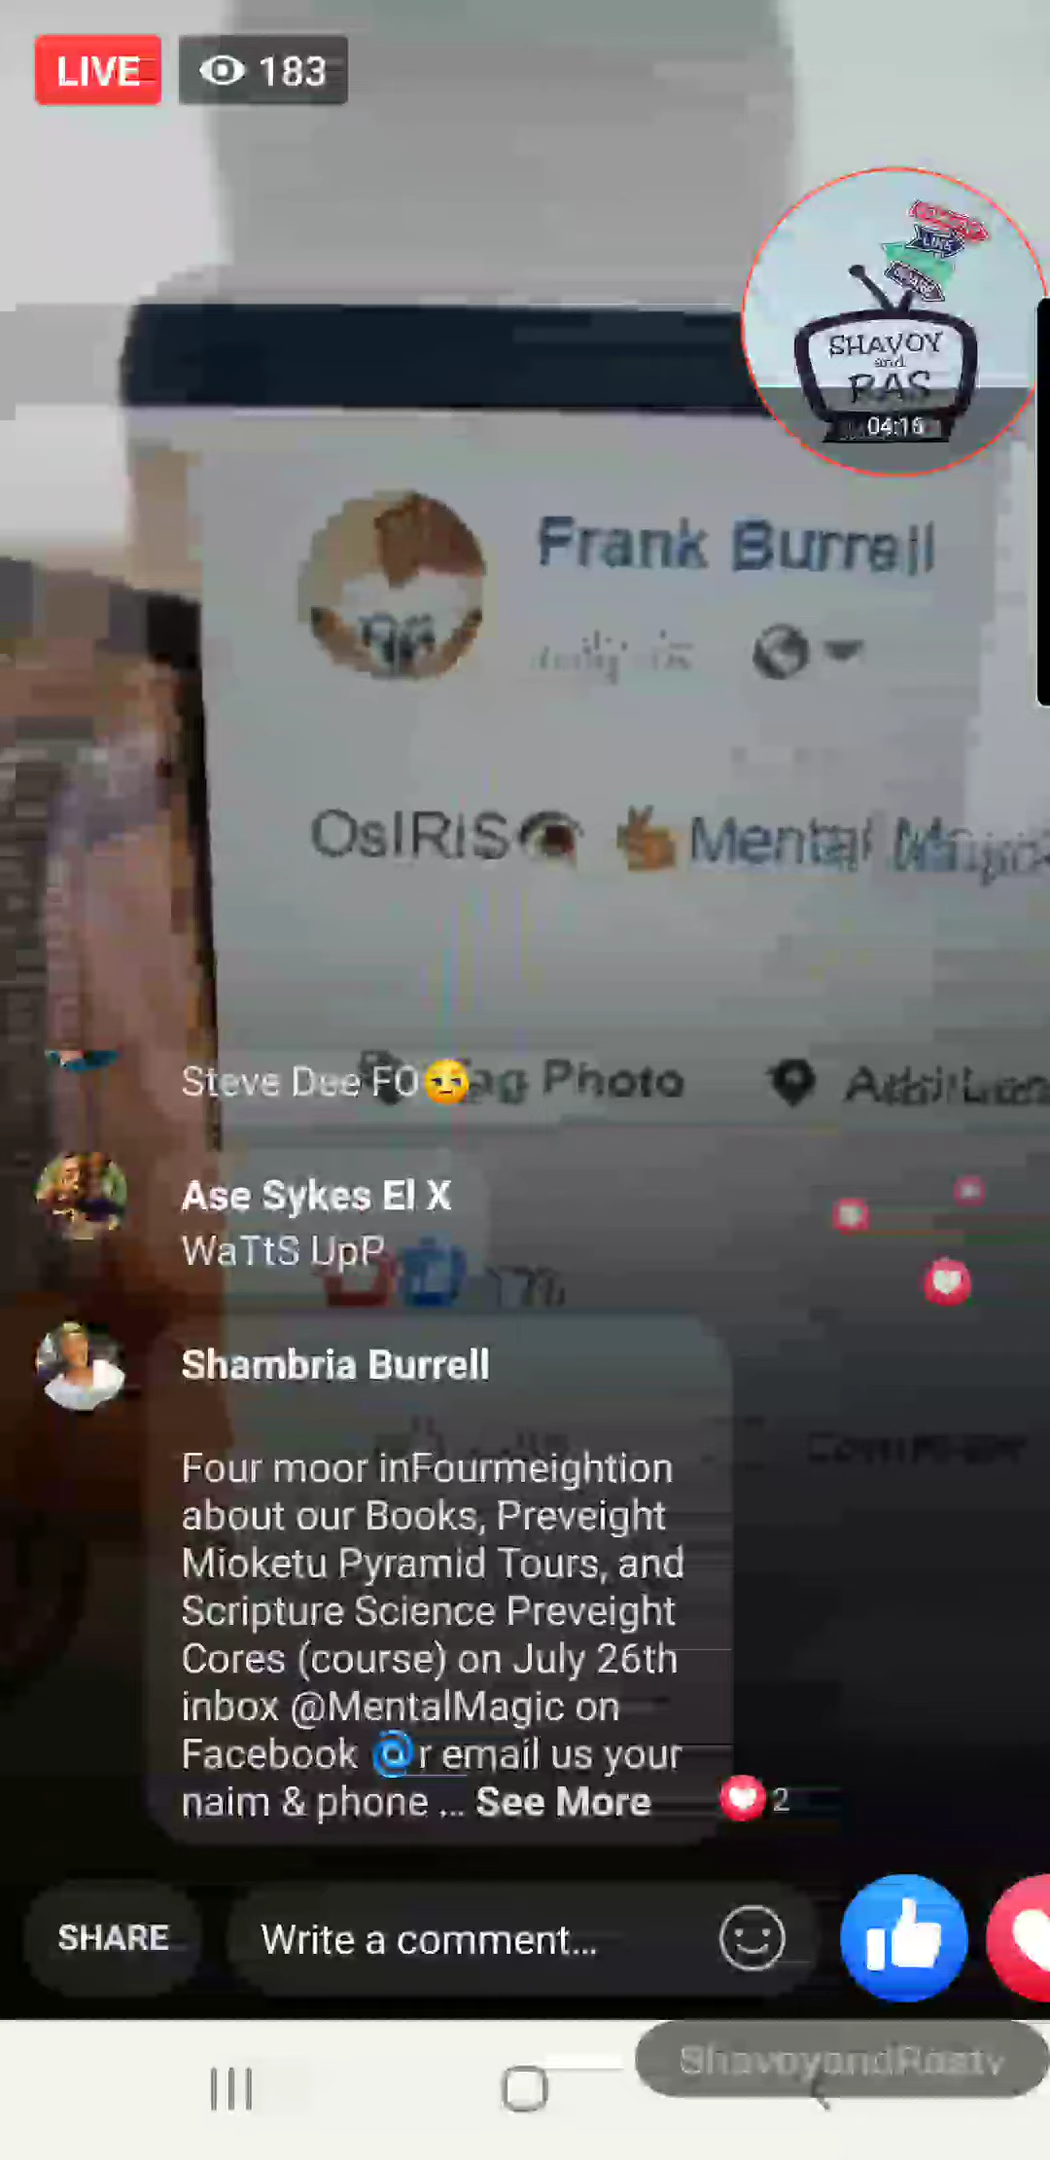 LIVE 183
SHAVOY
and
RAS
04:16
Frank Burrell
OsIRiS👁 Mental
Tag Photo
Steve Dee FO😒
Ase Sykes El X
WaTtS UpP
Shambria Burrell
Four moor inFourmeightion
about our Books, Preveight
Mioketu Pyramid Tours, and
Scripture Science Preveight
Cores (course) on July 26th
inbox @MentalMagic on
Facebook 🌀r email us your
naim & phone ... See More
2
SHARE
Write a comment...
ShavoyandRastv